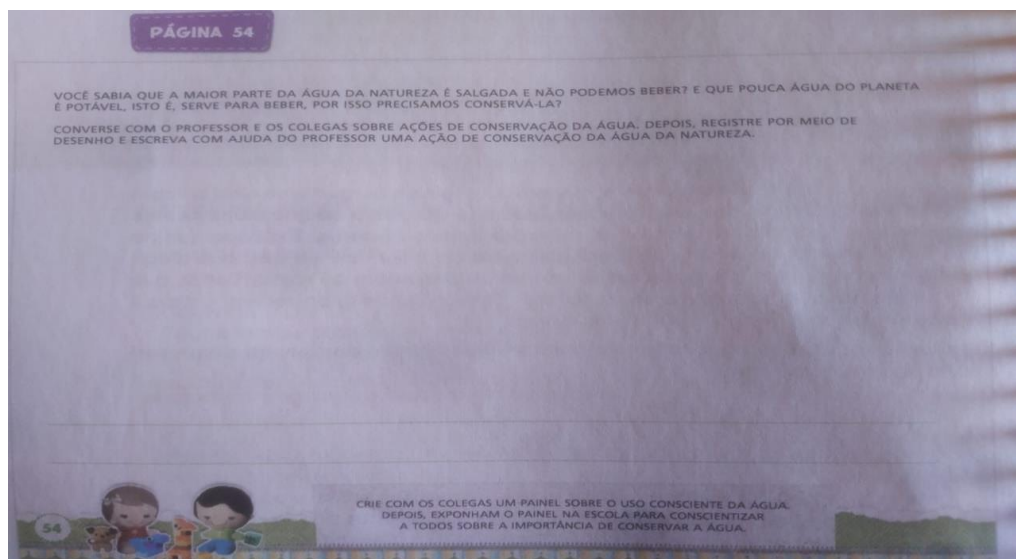 PÁGINA 54
VOCÊ SABIA QUE A MAIOR PARTE DA ÁGUA DA NATUREZA É SALGADA E NÃO PODEMOS BEBER? E QUE POUCA ÁGUA DO PLANETA
É POTÁVEL, ISTO É, SERVE PARA BEBER, POR ISSO PRECISAMOS CONSERVÁ-LA?
CONVERSE COM O PROFESSOR E OS COLEGAS SOBRE AÇÕES DE CONSERVAÇÃO DA ÁGUA. DEPOIS, REGISTRE POR MEIO DE
DESENHO E ESCREVA COM AJUDA DO PROFESSOR UMA AÇÃO DE CONSERVAÇÃO DA ÁGUA DA NATUREZA.
CRIE COM OS COLEGAS UM PAINEL SOBRE O USO CONSCIENTE DA ÁGUA.
DEPOIS, EXPONHAM O PAINEL NA ESCOLA PARA CONSCIENTIZAR
A TODOS SOBRE A IMPORTÂNCIA DE CONSERVAR A ÁGUA.
54